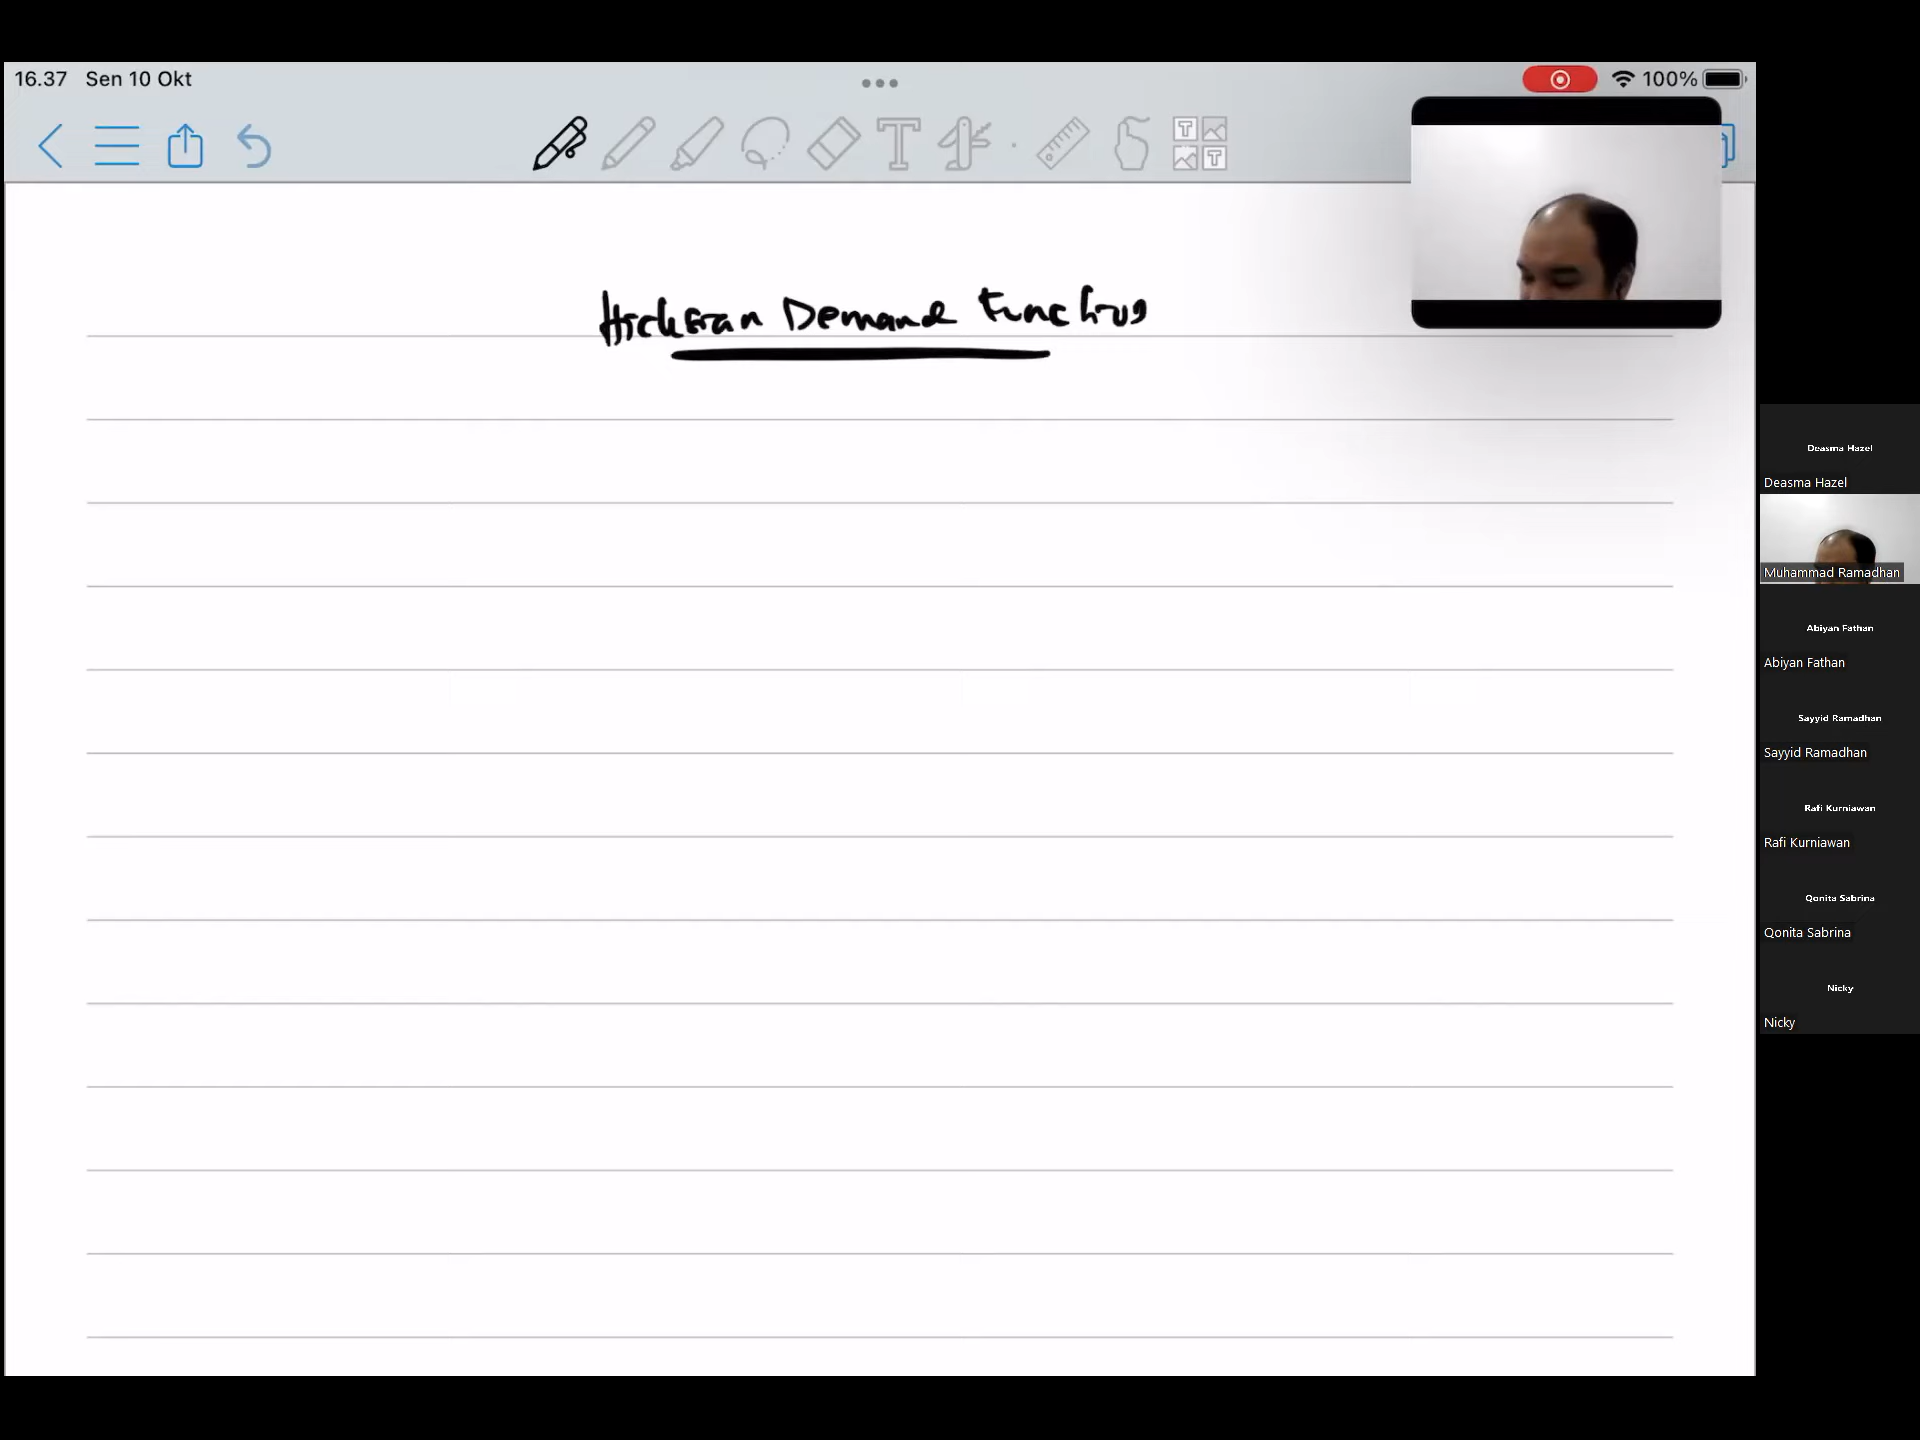 16.37 Sen 10 Okt
100%
Hicksian Demand Functions
Deasma Hazel
Deasma Hazel
Muhammad Ramadhan
Abiyan Fathan
Abiyan Fathan
Sayyid Ramadhan
Sayyid Ramadhan
Rafi Kurniawan
Rafi Kurniawan
Qonita Sabrina
Qonita Sabrina
Nicky
Nicky